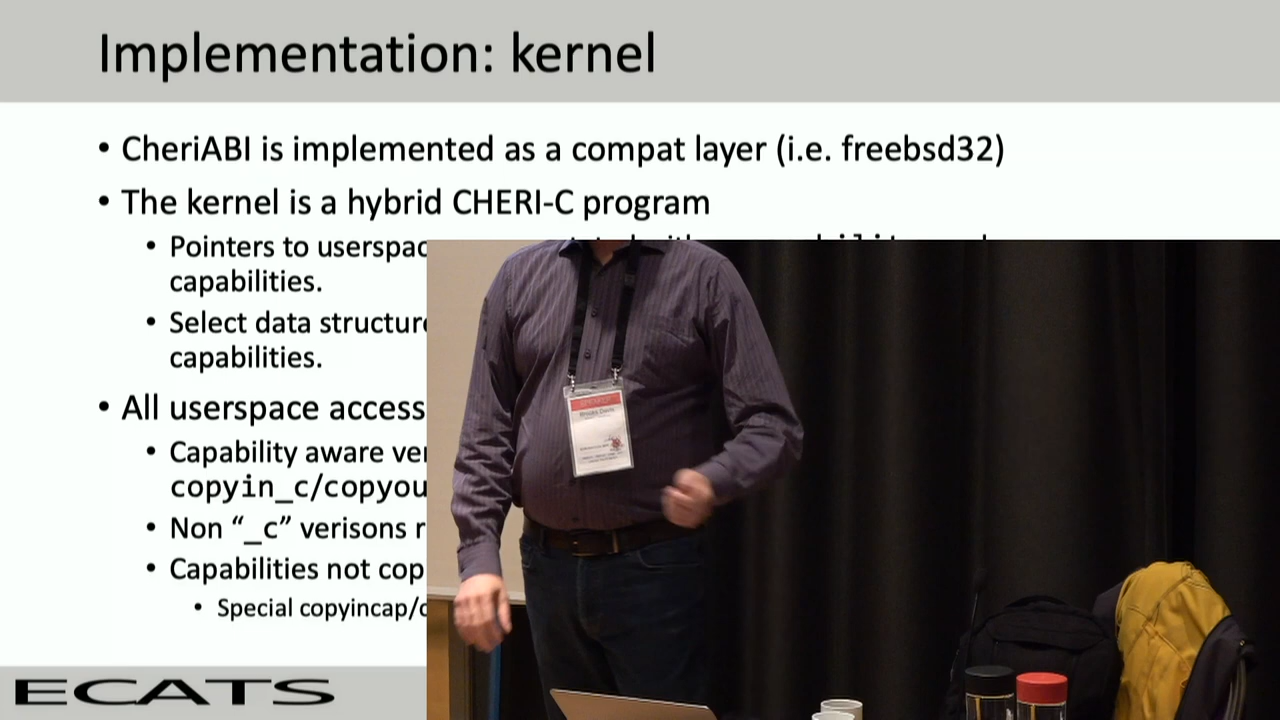 Implementation: kernel
• CheriABI is implemented as a compat layer (i.e. freebsd32)
• The kernel is a hybrid CHERI-C program
• Pointers to userspac
capabilities.
• Select data structure
capabilities.
• All userspace access
• Capability aware ver
copyin_c/copyou
• Non “_c” verisons r
• Capabilities not cop
• Special copyincap/c
ECATS